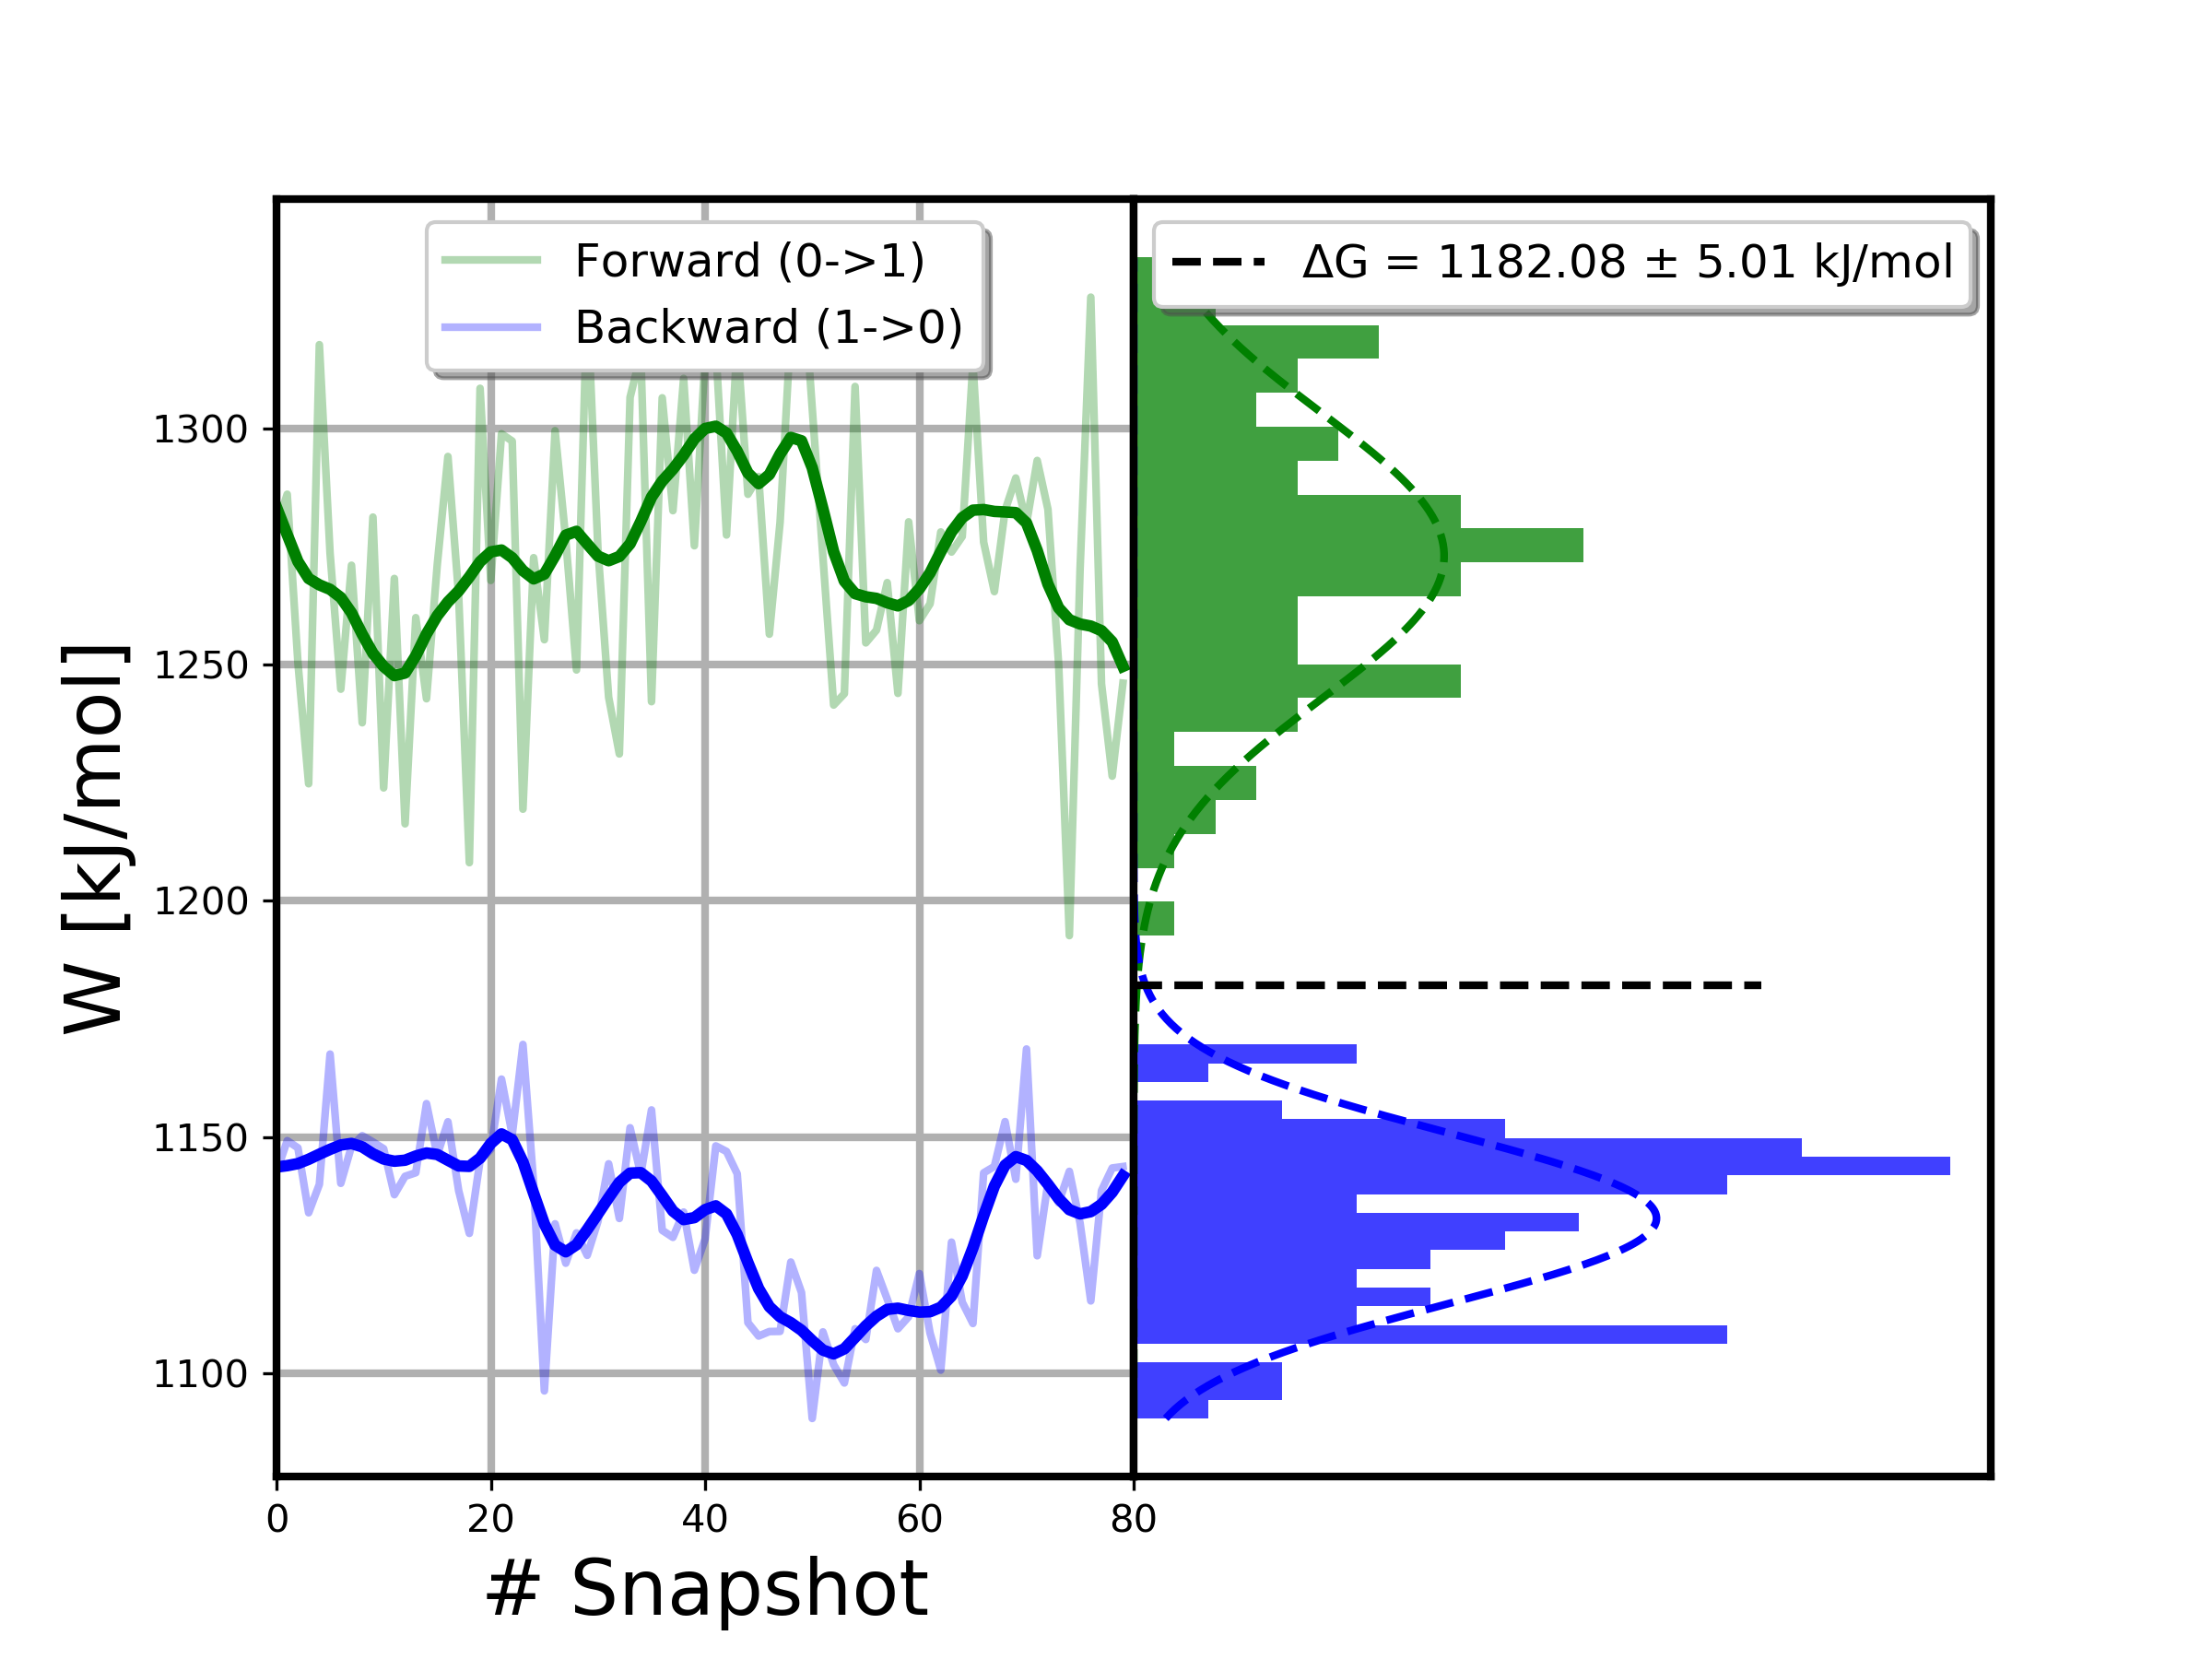 Forward (0->1)
Backward (1->0)
ΔG = 1182.08 ± 5.01 kJ/mol
W [kJ/mol]
1300
1250
1200
1150
1100
0 20 40 60 80
# Snapshot